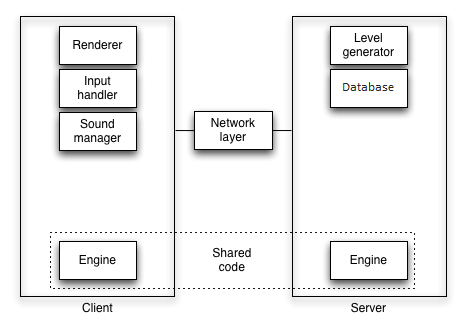 Renderer
Input
handler
Sound
manager
Network
layer
Level
generator
Database
Engine
Shared
code
Engine
Client
Server